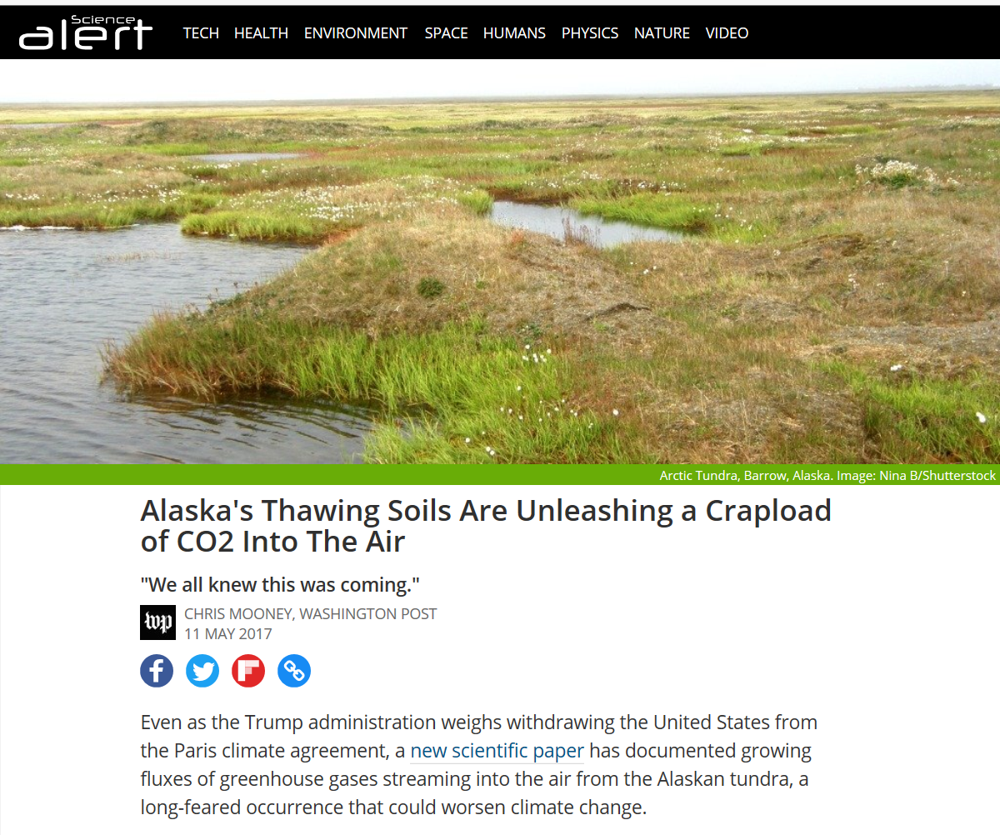 Science
alert
TECH HEALTH ENVIRONMENT SPACE HUMANS PHYSICS NATURE VIDEO
Arctic Tundra, Barrow, Alaska. Image: Nina B/Shutterstock
Alaska's Thawing Soils Are Unleashing a Crapload
of CO2 Into The Air
"We all knew this was coming."
wp
CHRIS MOONEY, WASHINGTON POST
11 MAY 2017
Even as the Trump administration weighs withdrawing the United States from
the Paris climate agreement, a new scientific paper has documented growing
fluxes of greenhouse gases streaming into the air from the Alaskan tundra, a
long-feared occurrence that could worsen climate change.